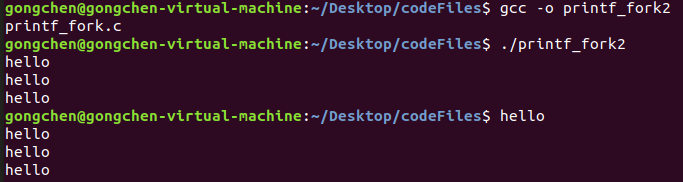 gongchen@gongchen-virtual-machine:~/Desktop/codeFiles$ gcc -o printf_fork2
printf_fork.c
gongchen@gongchen-virtual-machine:~/Desktop/codeFiles$ ./printf_fork2
hello
hello
hello
gongchen@gongchen-virtual-machine:~/Desktop/codeFiles$ hello
hello
hello
hello